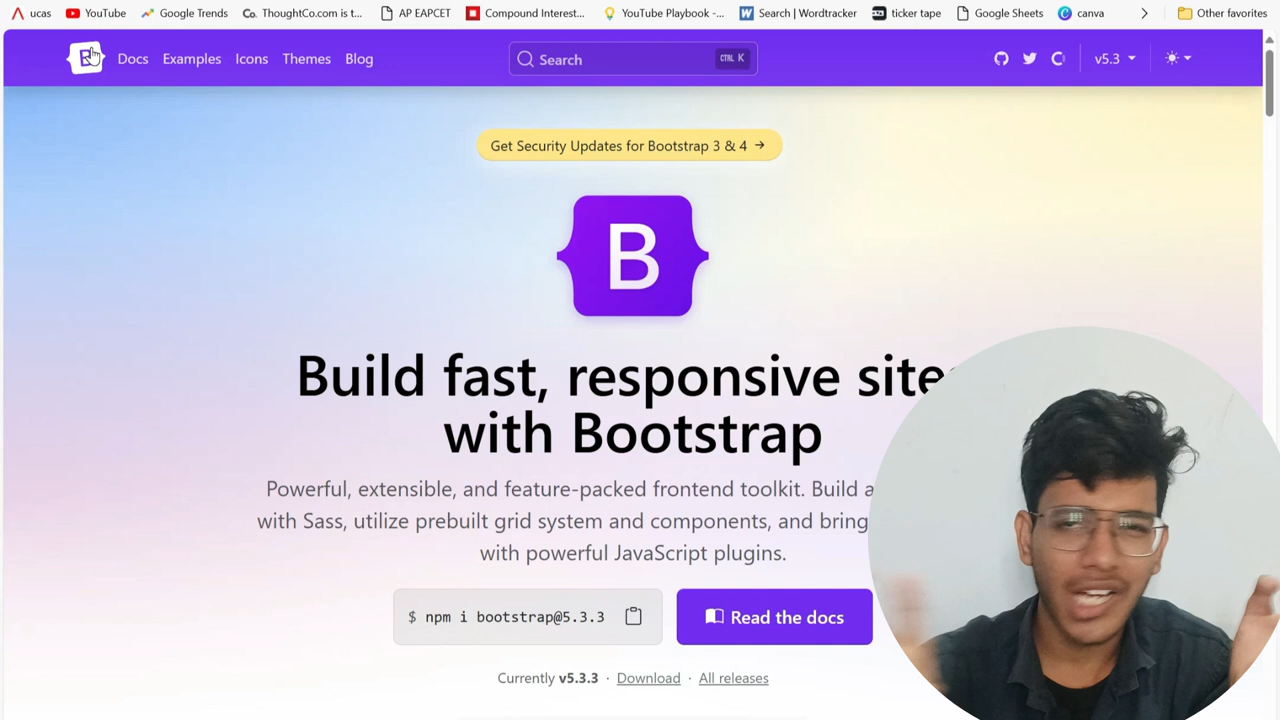 ucas YouTube Google Trends Co. ThoughtCo.com is t... AP EAPCET Compound Interest... YouTube Playbook -... W Search | Wordtracker ticker tape Google Sheets canva Other favorites
Docs Examples Icons Themes Blog Search CTRL K v5.3
Get Security Updates for Bootstrap 3 & 4 →
B
Build fast, responsive site
with Bootstrap
Powerful, extensible, and feature-packed frontend toolkit. Build a
with Sass, utilize prebuilt grid system and components, and bring
with powerful JavaScript plugins.
$ npm i bootstrap@5.3.3 Read the docs
Currently v5.3.3 · Download · All releases